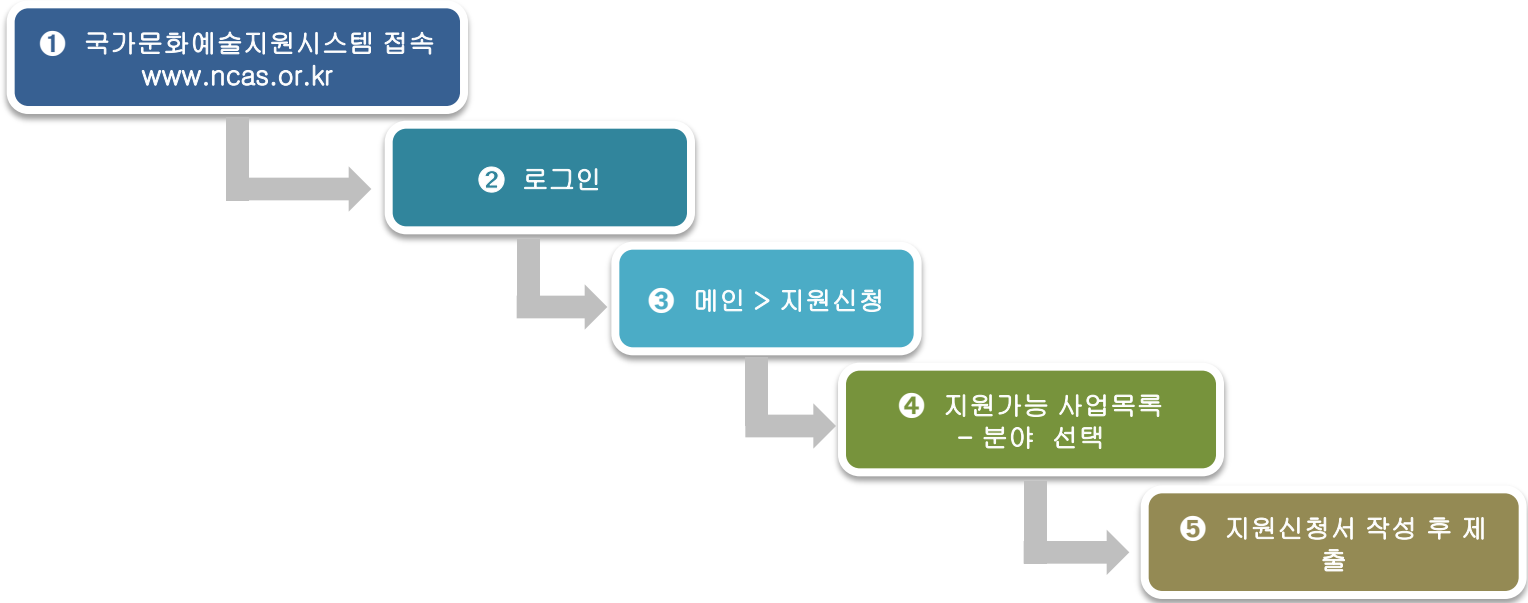 ❶ 국가문화예술지원시스템 접속
www.ncas.or.kr
❷ 로그인
❸ 메인 > 지원신청
❹ 지원가능 사업목록
- 분야 선택
❺ 지원신청서 작성 후 제
출